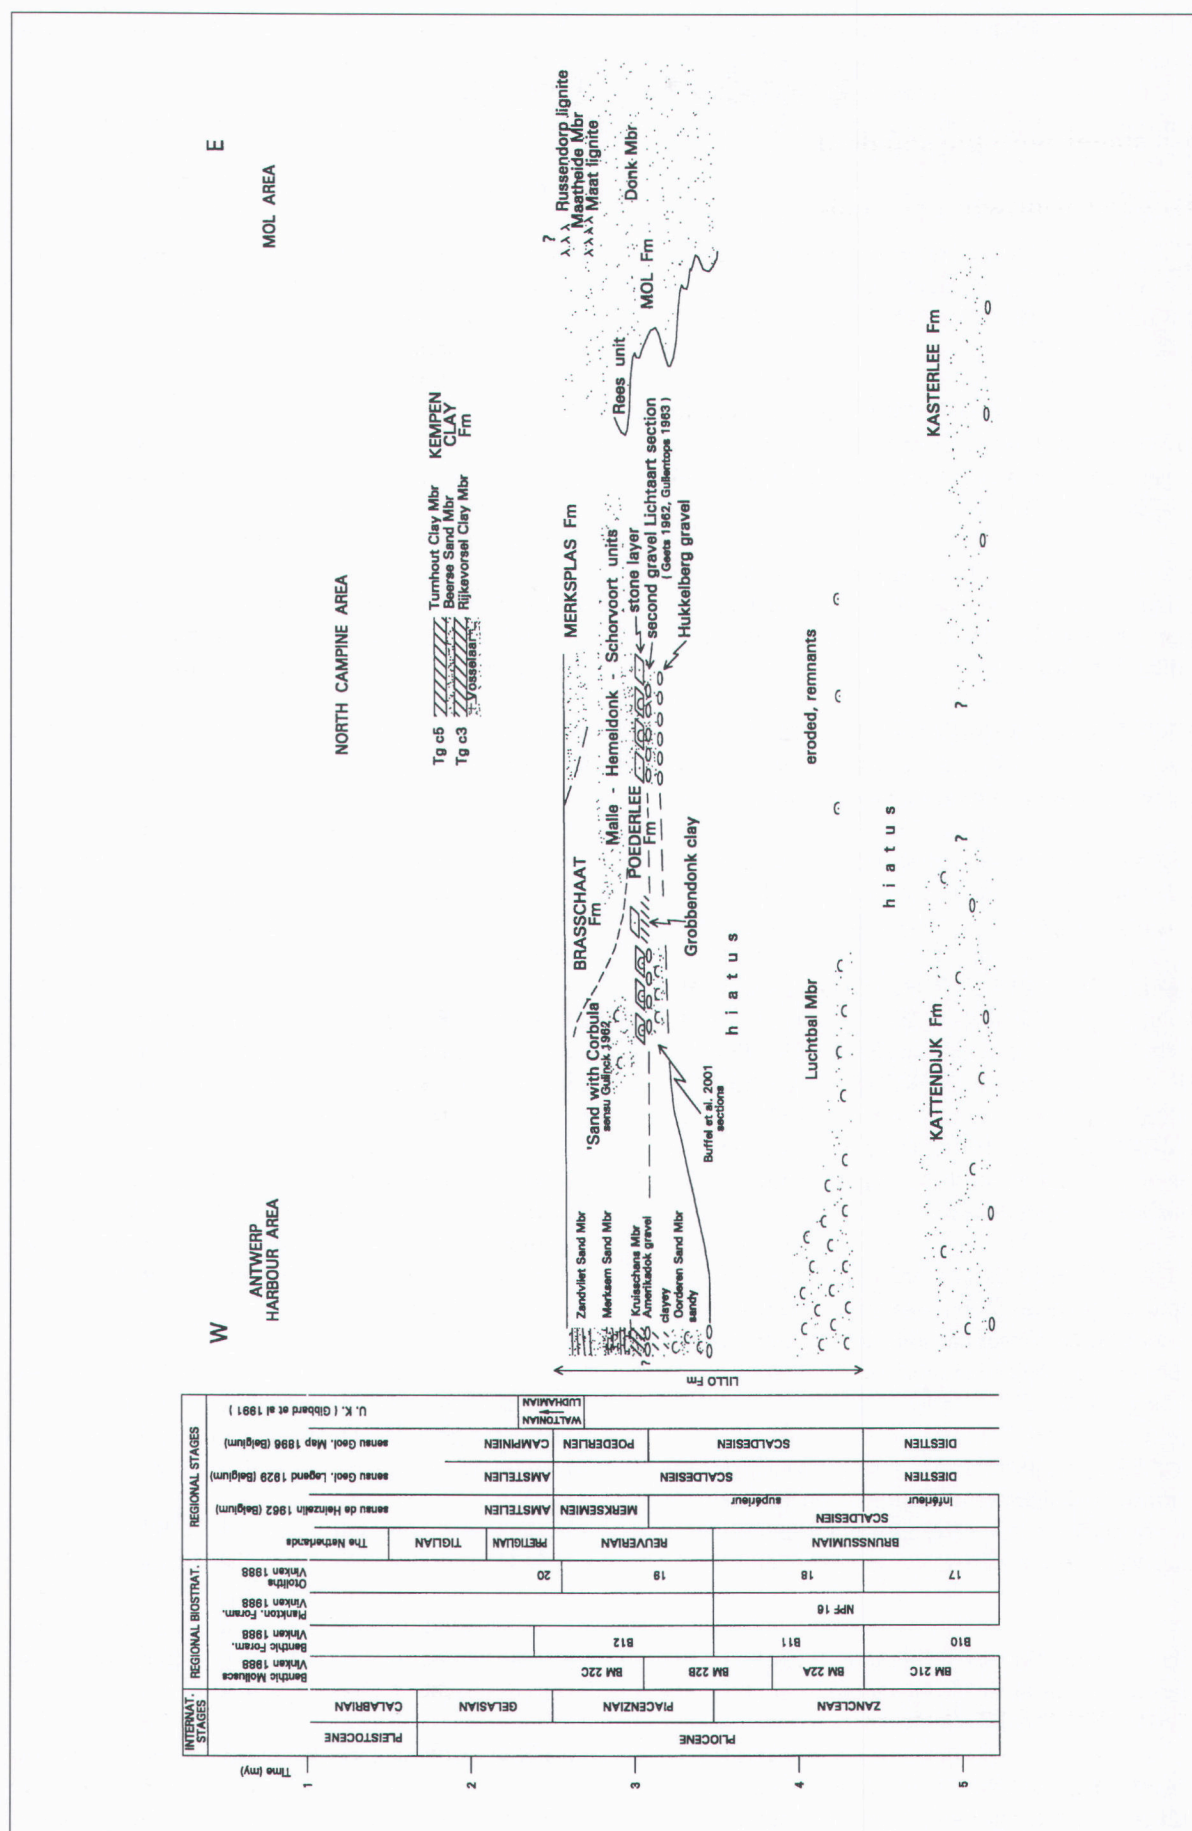 Time (my)
1
2
3
4
5
INTERNAT.
STAGES
PLEISTOCENE
PLIOCENE
CALABRIAN
GELASIAN
PIACENZIAN
ZANCLEAN
REGIONAL BIOSTRAT.
Benthic Molluscs
Vinken 1988
BM 22C
BM 22B
BM 22A
BM 21C
Benthic Foram.
Vinken 1988
B12
B11
B10
Plankton. Foram.
Vinken 1988
NPF 16
Otoliths
Vinken 1988
20
19
18
17
REGIONAL STAGES
The Netherlands
TIGLIAN
PRETIGLIAN
REUVERIAN
BRUNSSUMIAN
sensu de Heinzelin 1962 (Belgium)
AMSTELIEN
MERKSEMIEN
SCALDESIEN
supérieur
inférieur
sensu Geol. Legend 1929 (Belgium)
AMSTELIEN
SCALDESIEN
DIESTIEN
sensu Geol. Map 1896 (Belgium)
CAMPINIEN
POEDERLIEN
SCALDESIEN
DIESTIEN
U. K. ( Gibbard et al et 1991 )
LUDHAMIAN
WALTONIAN
W
ANTWERP
HARBOUR AREA
NORTH CAMPINE AREA
MOL AREA
E
LILLO Fm
Zandvliet Sand Mbr
Merksem Sand Mbr
Kruisschans Mbr
Amerikadok gravel
clayey
Oorderen Sand Mbr
sandy
?
'Sand with Corbula'
sensu Gulinck 1962
Buffel et al. 2001
sections
BRASSCHAAT
Fm
Malle - Hemeldonk - Schorvoort units
POEDERLEE
Fm
Grobbendonk clay
hiatus
Luchtbal Mbr
eroded, remnants
hiatus
KATTENDIJK Fm
?
?
KASTERLEE Fm
Tg c5
Tg c3
Turnhout Clay Mbr
Beerse Sand Mbr
Rijkevorsel Clay Mbr
Vosselaar
KEMPEN
CLAY
Fm
MERKSPLAS Fm
stone layer
second gravel Lichtaart section
( Geets 1962, Gullentops 1963 )
Hukkelberg gravel
Rees unit
MOL Fm
Donk Mbr
?
Russendorp lignite
Maatheide Mbr
Maat lignite